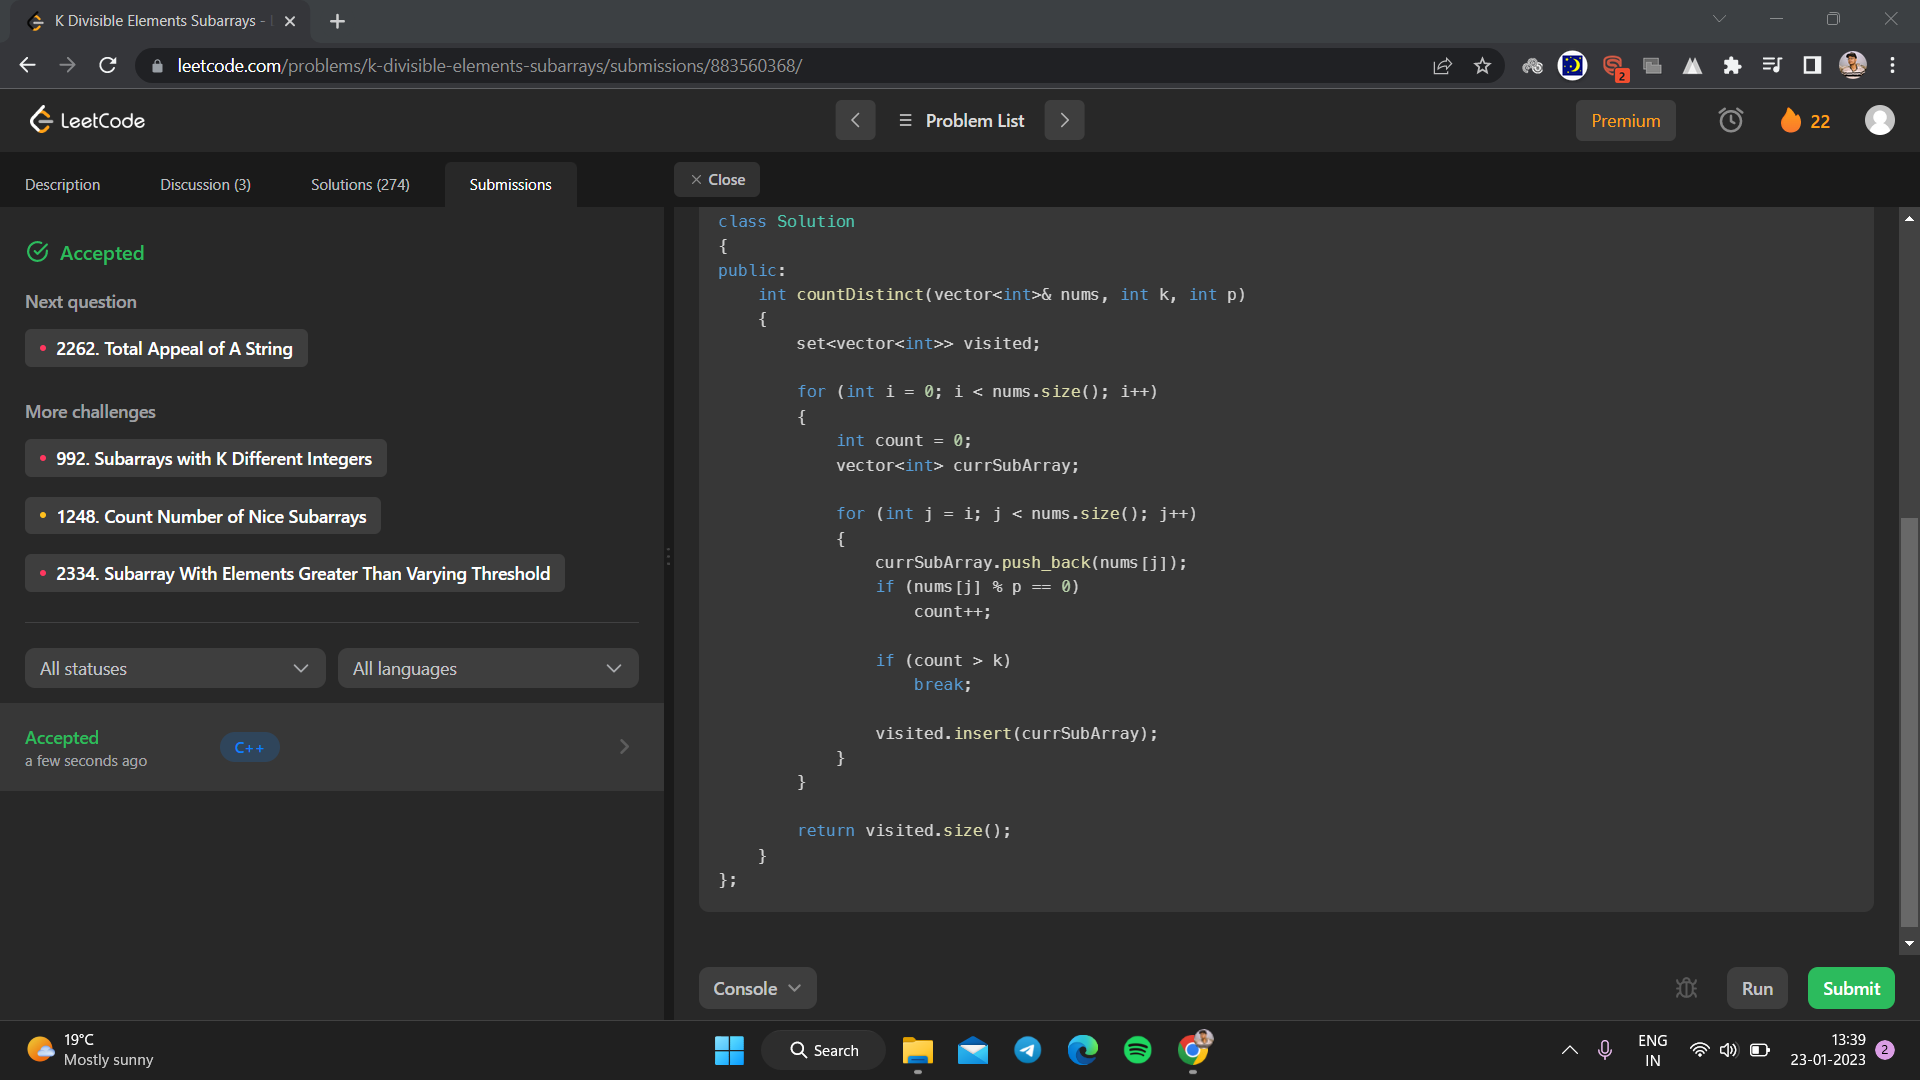 K Divisible Elements Subarrays -
leetcode.com/problems/k-divisible-elements-subarrays/submissions/883560368/
2
LeetCode
Problem List
Premium
22
Description
Discussion (3)
Solutions (274)
Submissions
Close
Accepted
Next question
2262. Total Appeal of A String
More challenges
992. Subarrays with K Different Integers
1248. Count Number of Nice Subarrays
2334. Subarray With Elements Greater Than Varying Threshold
All statuses
All languages
Accepted
a few seconds ago
C++
class Solution
{
public:
    int countDistinct(vector<int>& nums, int k, int p)
    {
        set<vector<int>> visited;
        for (int i = 0; i < nums.size(); i++)
        {
            int count = 0;
            vector<int> currSubArray;
            for (int j = i; j < nums.size(); j++)
            {
                currSubArray.push_back(nums[j]);
                if (nums[j] % p == 0)
                    count++;
                if (count > k)
                    break;
                visited.insert(currSubArray);
            }
        }
        return visited.size();
    }
};
Console
Run
Submit
19°C
Mostly sunny
Search
ENG
IN
13:39
23-01-2023
2